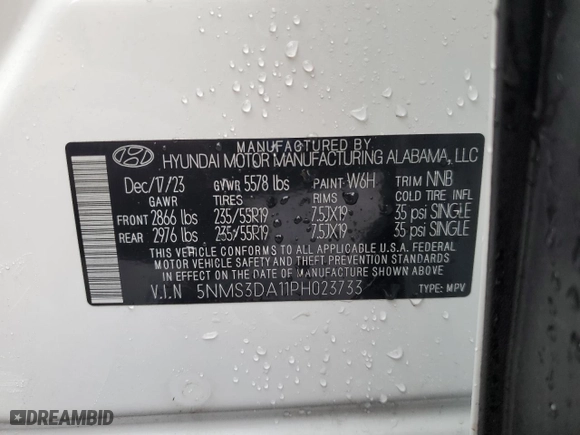 MANUFACTURED BY
HYUNDAI MOTOR MANUFACTURING ALABAMA, LLC
Dec/17/23 GVWR 5578 lbs PAINT: W6H TRIM NNB
GAWR TIRES RIMS COLD TIRE INFL
FRONT 2866 lbs 235/55R19 7.5JX19 35 psi SINGLE
REAR 2976 lbs 235/55R19 7.5JX19 35 psi SINGLE
THIS VEHICLE CONFORMS TO ALL APPLICABLE U.S.A. FEDERAL
MOTOR VEHICLE SAFETY AND THEFT PREVENTION STANDARDS
IN EFFECT ON THE DATE OF MANUFACTURE SHOWN ABOVE.
V.I.N 5NMS3DA11PH023733
TYPE: MPV
DREAMBID